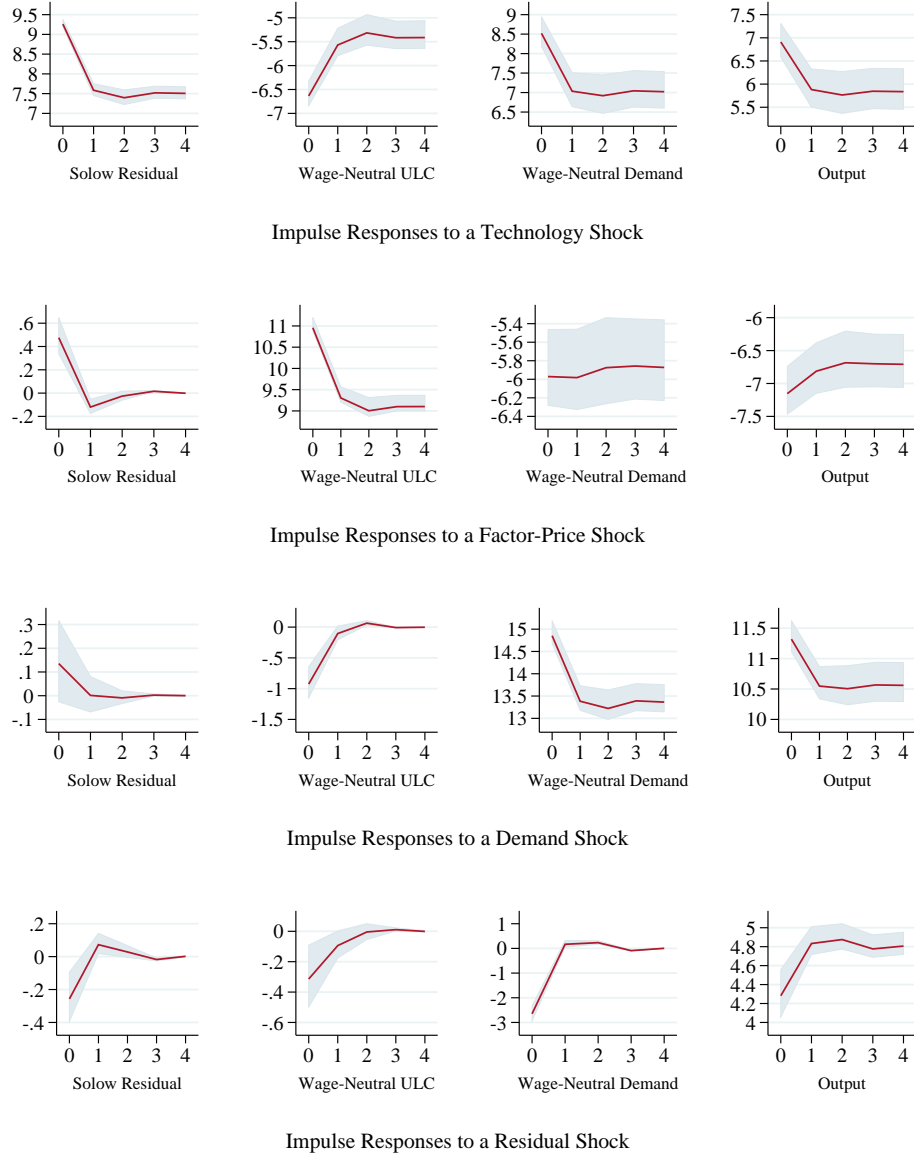 9.5
9
8.5
8
7.5
7
0 1 2 3 4
Solow Residual
-5
-5.5
-6
-6.5
-7
0 1 2 3 4
Wage-Neutral ULC
9
8.5
8
7.5
7
6.5
0 1 2 3 4
Wage-Neutral Demand
7.5
7
6.5
6
5.5
0 1 2 3 4
Output
Impulse Responses to a Technology Shock
.6
.4
.2
0
-.2
0 1 2 3 4
Solow Residual
11
10.5
10
9.5
9
0 1 2 3 4
Wage-Neutral ULC
-5.4
-5.6
-5.8
-6
-6.2
-6.4
0 1 2 3 4
Wage-Neutral Demand
-6
-6.5
-7
-7.5
0 1 2 3 4
Output
Impulse Responses to a Factor-Price Shock
.3
.2
.1
0
-.1
0 1 2 3 4
Solow Residual
0
-.5
-1
-1.5
0 1 2 3 4
Wage-Neutral ULC
15
14.5
14
13.5
13
0 1 2 3 4
Wage-Neutral Demand
11.5
11
10.5
10
0 1 2 3 4
Output
Impulse Responses to a Demand Shock
.2
0
-.2
-.4
0 1 2 3 4
Solow Residual
0
-.2
-.4
-.6
0 1 2 3 4
Wage-Neutral ULC
1
0
-1
-2
-3
0 1 2 3 4
Wage-Neutral Demand
5
4.8
4.6
4.4
4.2
4
0 1 2 3 4
Output
Impulse Responses to a Residual Shock